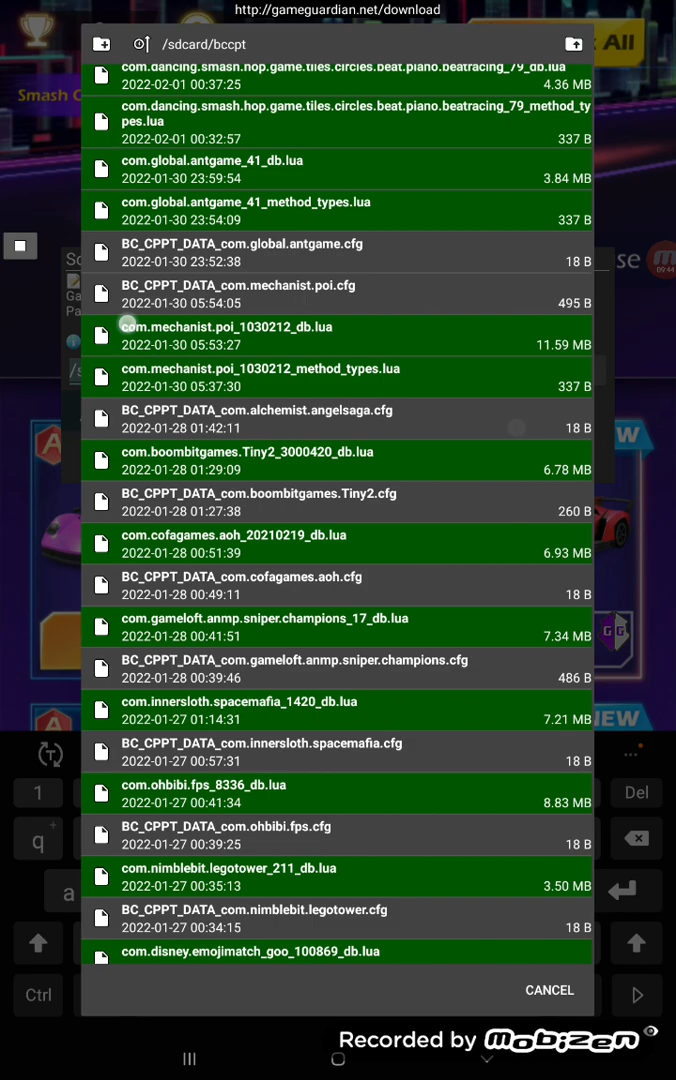 http://gameguardian.net/download
/sdcard/bccpt
All
Smash
com.dancing.smash.hop.game.tiles.circles.beat.piano.beatracing_79_db.lua
2022-02-01 00:37:25 4.36 MB
com.dancing.smash.hop.game.tiles.circles.beat.piano.beatracing_79_method_ty
pes.lua
2022-02-01 00:32:57 337 B
com.global.antgame_41_db.lua
2022-01-30 23:59:54 3.84 MB
com.global.antgame_41_method_types.lua
2022-01-30 23:54:09 337 B
BC_CPPT_DATA_com.global.antgame.cfg
2022-01-30 23:52:38 18 B
BC_CPPT_DATA_com.mechanist.poi.cfg
2022-01-30 05:54:05 495 B
09:44
com.mechanist.poi_1030212_db.lua
2022-01-30 05:53:27 11.59 MB
com.mechanist.poi_1030212_method_types.lua
2022-01-30 05:37:30 337 B
BC_CPPT_DATA_com.alchemist.angelsaga.cfg
2022-01-28 01:42:11 18 B
com.boombitgames.Tiny2_3000420_db.lua
2022-01-28 01:29:09 6.78 MB
BC_CPPT_DATA_com.boombitgames.Tiny2.cfg
2022-01-28 01:27:38 260 B
com.cofagames.aoh_20210219_db.lua
2022-01-28 00:51:39 6.93 MB
BC_CPPT_DATA_com.cofagames.aoh.cfg
2022-01-28 00:49:11 18 B
com.gameloft.anmp.sniper.champions_17_db.lua
2022-01-28 00:41:51 7.34 MB
BC_CPPT_DATA_com.gameloft.anmp.sniper.champions.cfg
2022-01-28 00:39:46 486 B
com.innersloth.spacemafia_1420_db.lua
2022-01-27 01:14:31 7.21 MB
NEW
BC_CPPT_DATA_com.innersloth.spacemafia.cfg
2022-01-27 00:57:31 18 B
com.ohbibi.fps_8336_db.lua
2022-01-27 00:41:34 8.83 MB
1 Del
BC_CPPT_DATA_com.ohbibi.fps.cfg
2022-01-27 00:39:25 18 B
q
com.nimblebit.legotower_211_db.lua
2022-01-27 00:35:13 3.50 MB
a
BC_CPPT_DATA_com.nimblebit.legotower.cfg
2022-01-27 00:34:15 18 B
com.disney.emojimatch_goo_100869_db.lua
CANCEL
Ctrl
Recorded by mobizen